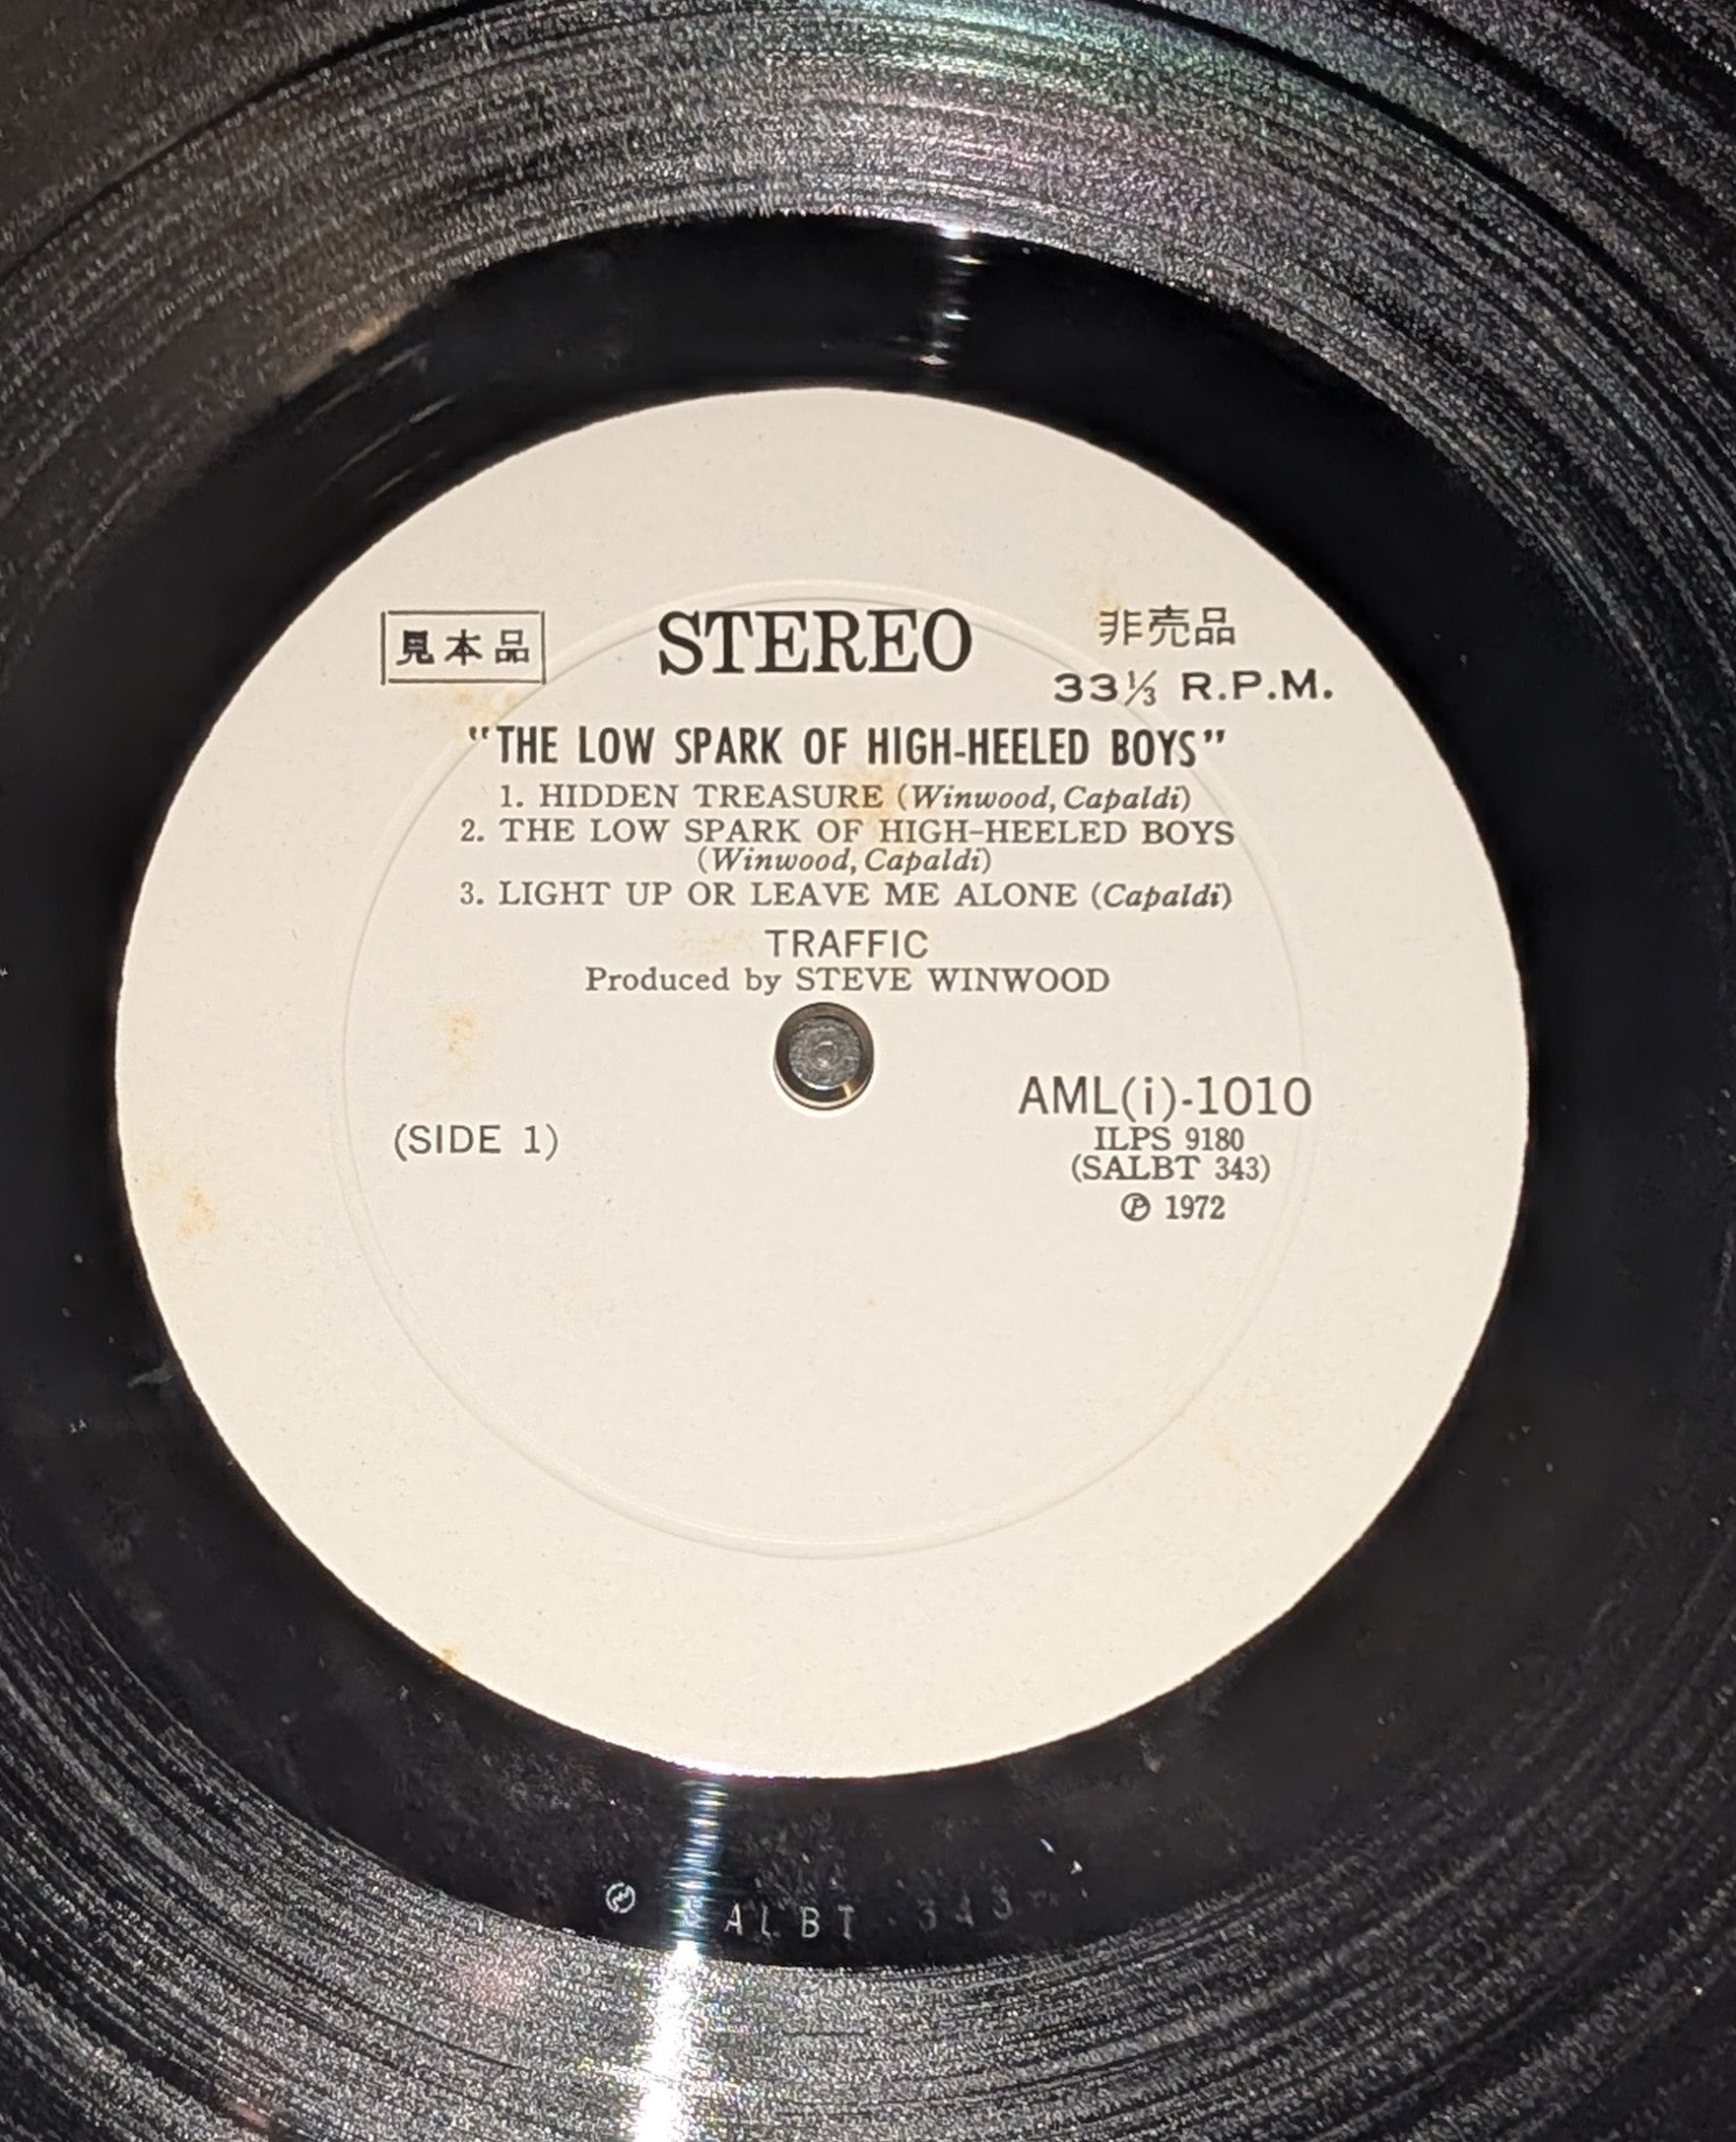 見本品
STEREO
非売品
33⅓ R.P.M.
"THE LOW SPARK OF HIGH-HEELED BOYS"
1. HIDDEN TREASURE (Winwood, Capaldi)
2. THE LOW SPARK OF HIGH-HEELED BOYS
(Winwood, Capaldi)
3. LIGHT UP OR LEAVE ME ALONE (Capaldi)
TRAFFIC
Produced by STEVE WINWOOD
(SIDE 1)
AML(i)-1010
ILPS 9180
(SALBT 343)
Ⓟ 1972
SALBT 343